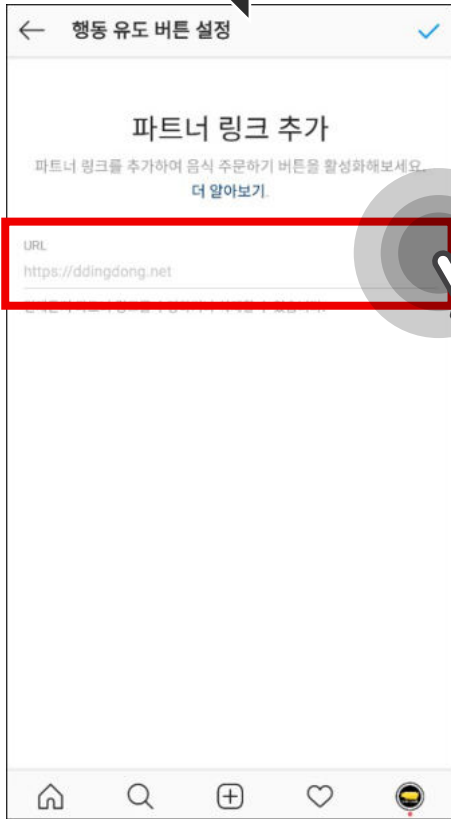 행동 유도 버튼 설정
파트너 링크 추가
파트너 링크를 추가하여 음식 주문하기 버튼을 활성화해보세요.
더 알아보기.
URL
https://ddingdong.net